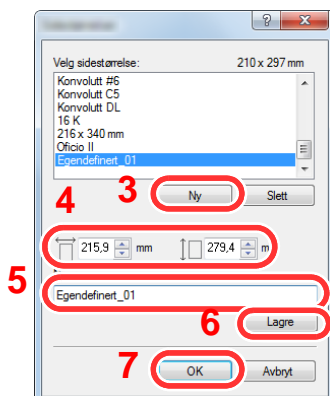 Velg sidestørrelse: 210 x 297 mm
Konvolutt #6
Konvolutt C5
Konvolutt DL
16 K
216 x 340 mm
Oficio II
Egendefinert_01
3 Ny Slett
4
215,9 mm 279,4 m
5
Egendefinert_01
6 Lagre
7 OK Avbryt